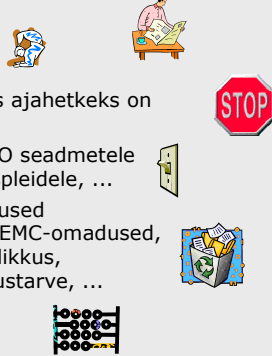 s ajahetkeks on
STOP
O seadmetele
pleidele, ...
used
EMC-omadused,
likkus,
ustarve, ...